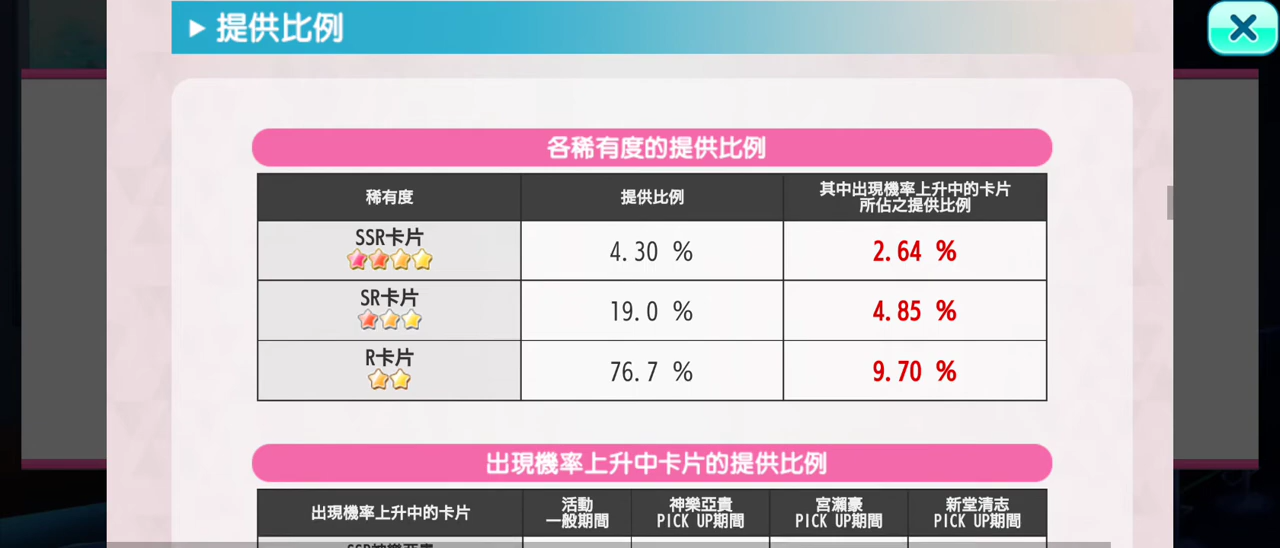 提供比例
各稀有度的提供比例
稀有度 提供比例 其中出現機率上升中的卡片
所佔之提供比例
SSR卡片 4.30 % 2.64 %
SR卡片 19.0 % 4.85 %
R卡片 76.7 % 9.70 %
出現機率上升中卡片的提供比例
出現機率上升中的卡片 活動 神樂亞貴 宮瀨豪 新堂清志
一般期間 PICK UP期間 PICK UP期間 PICK UP期間